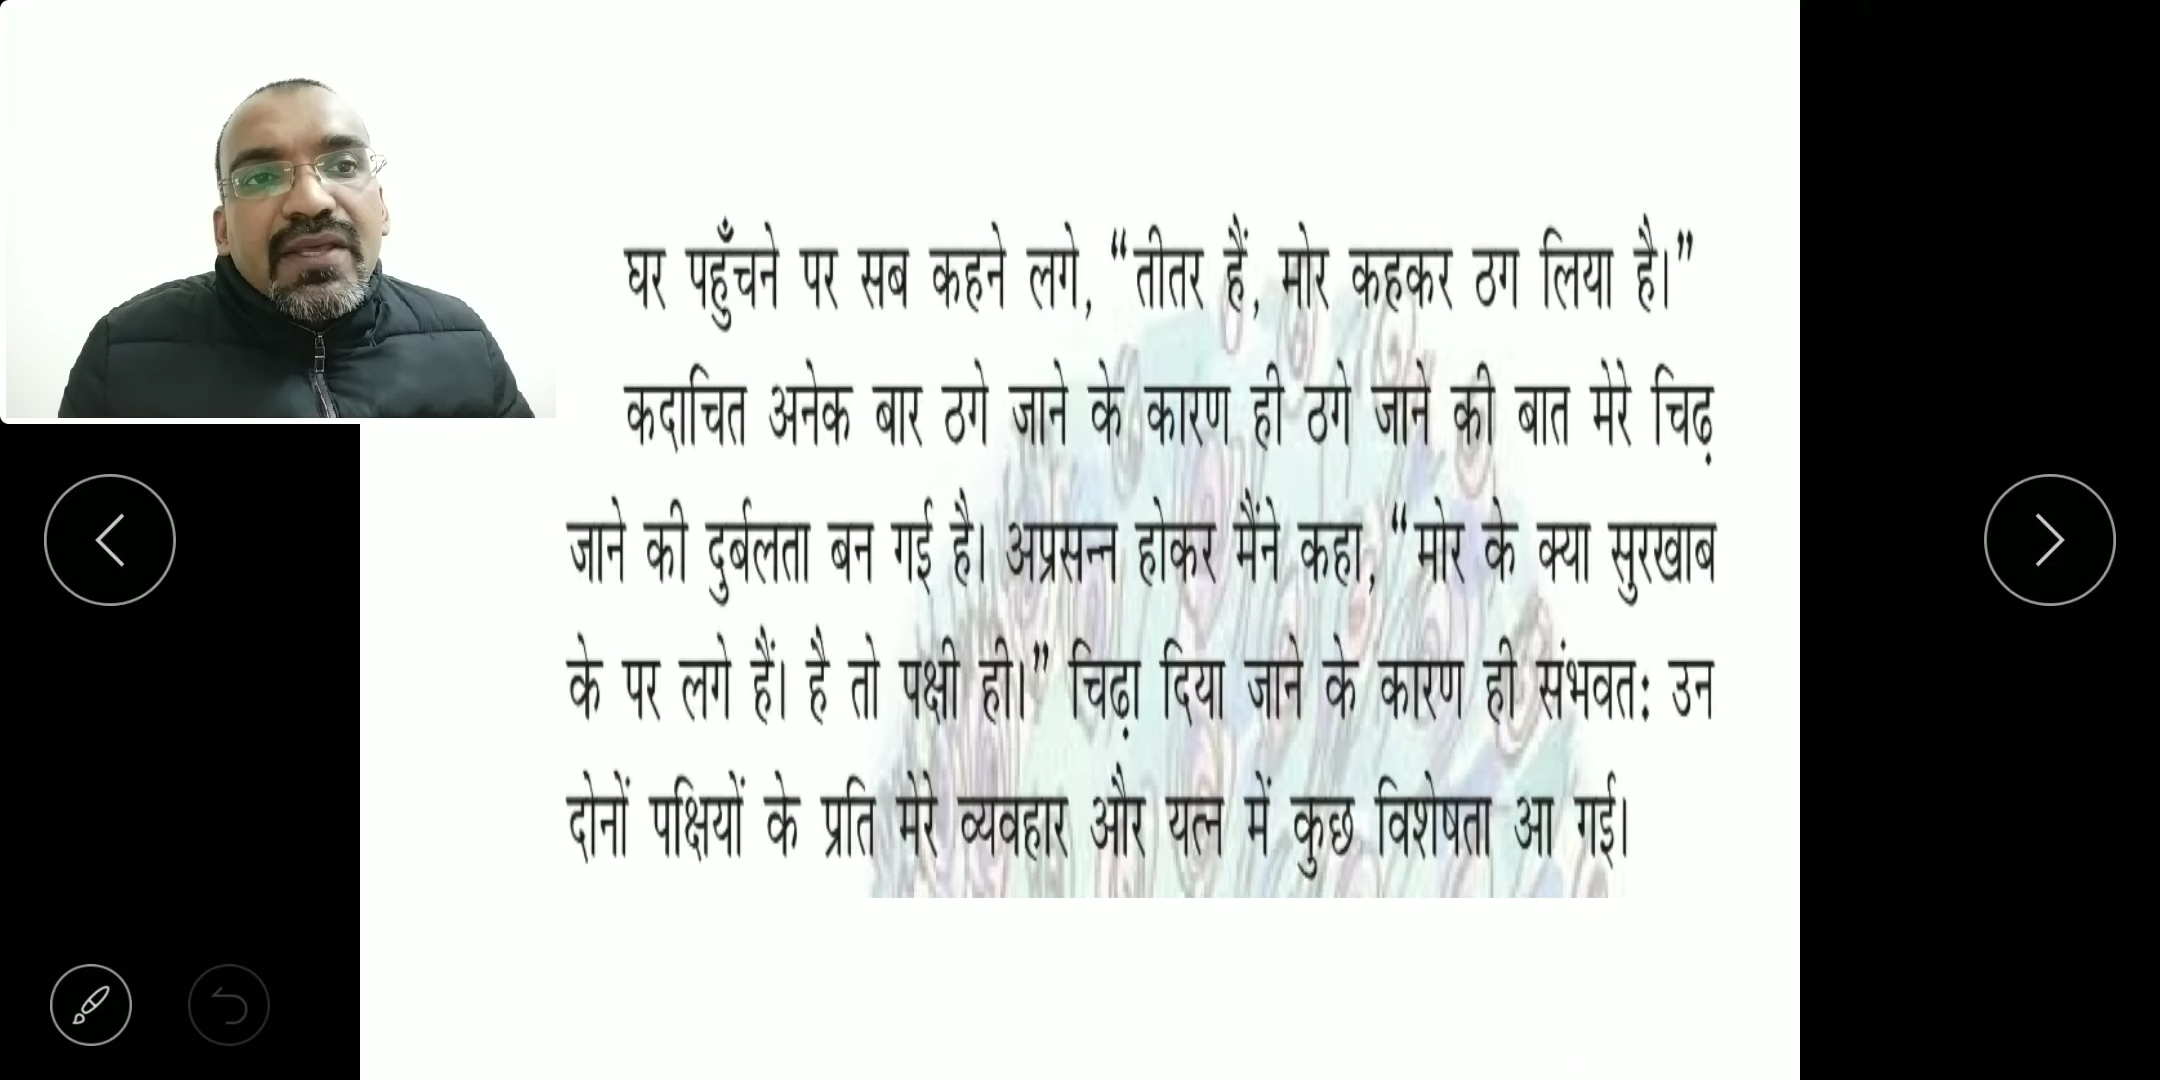 घर पहुँचने पर सब कहने लगे, “तीतर हैं, मोर कहकर ठग लिया है।”
कदाचित अनेक बार ठगे जाने के कारण ही ठगे जाने की बात मेरे चिढ़
जाने की दुर्बलता बन गई है। अप्रसन्न होकर मैंने कहा, “मोर के क्या सुरखाब
के पर लगे हैं। है तो पक्षी ही।” चिढ़ा दिया जाने के कारण ही संभवतः उन
दोनों पक्षियों के प्रति मेरे व्यवहार और यत्न में कुछ विशेषता आ गई।